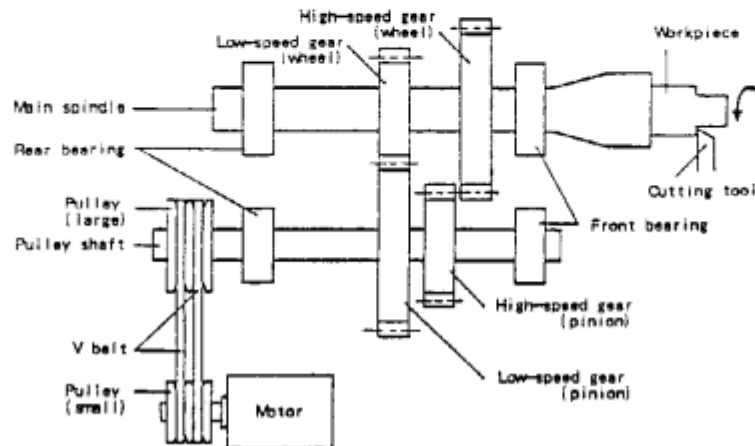 High-speed gear
(wheel)
Low-speed gear
(wheel)
Workpiece
Main spindle
Rear bearing
Cutting tool
Pulley
(large)
Front bearing
Pulley shaft
High-speed gear
(pinion)
V belt
Low-speed gear
(pinion)
Pulley
(small)
Motor